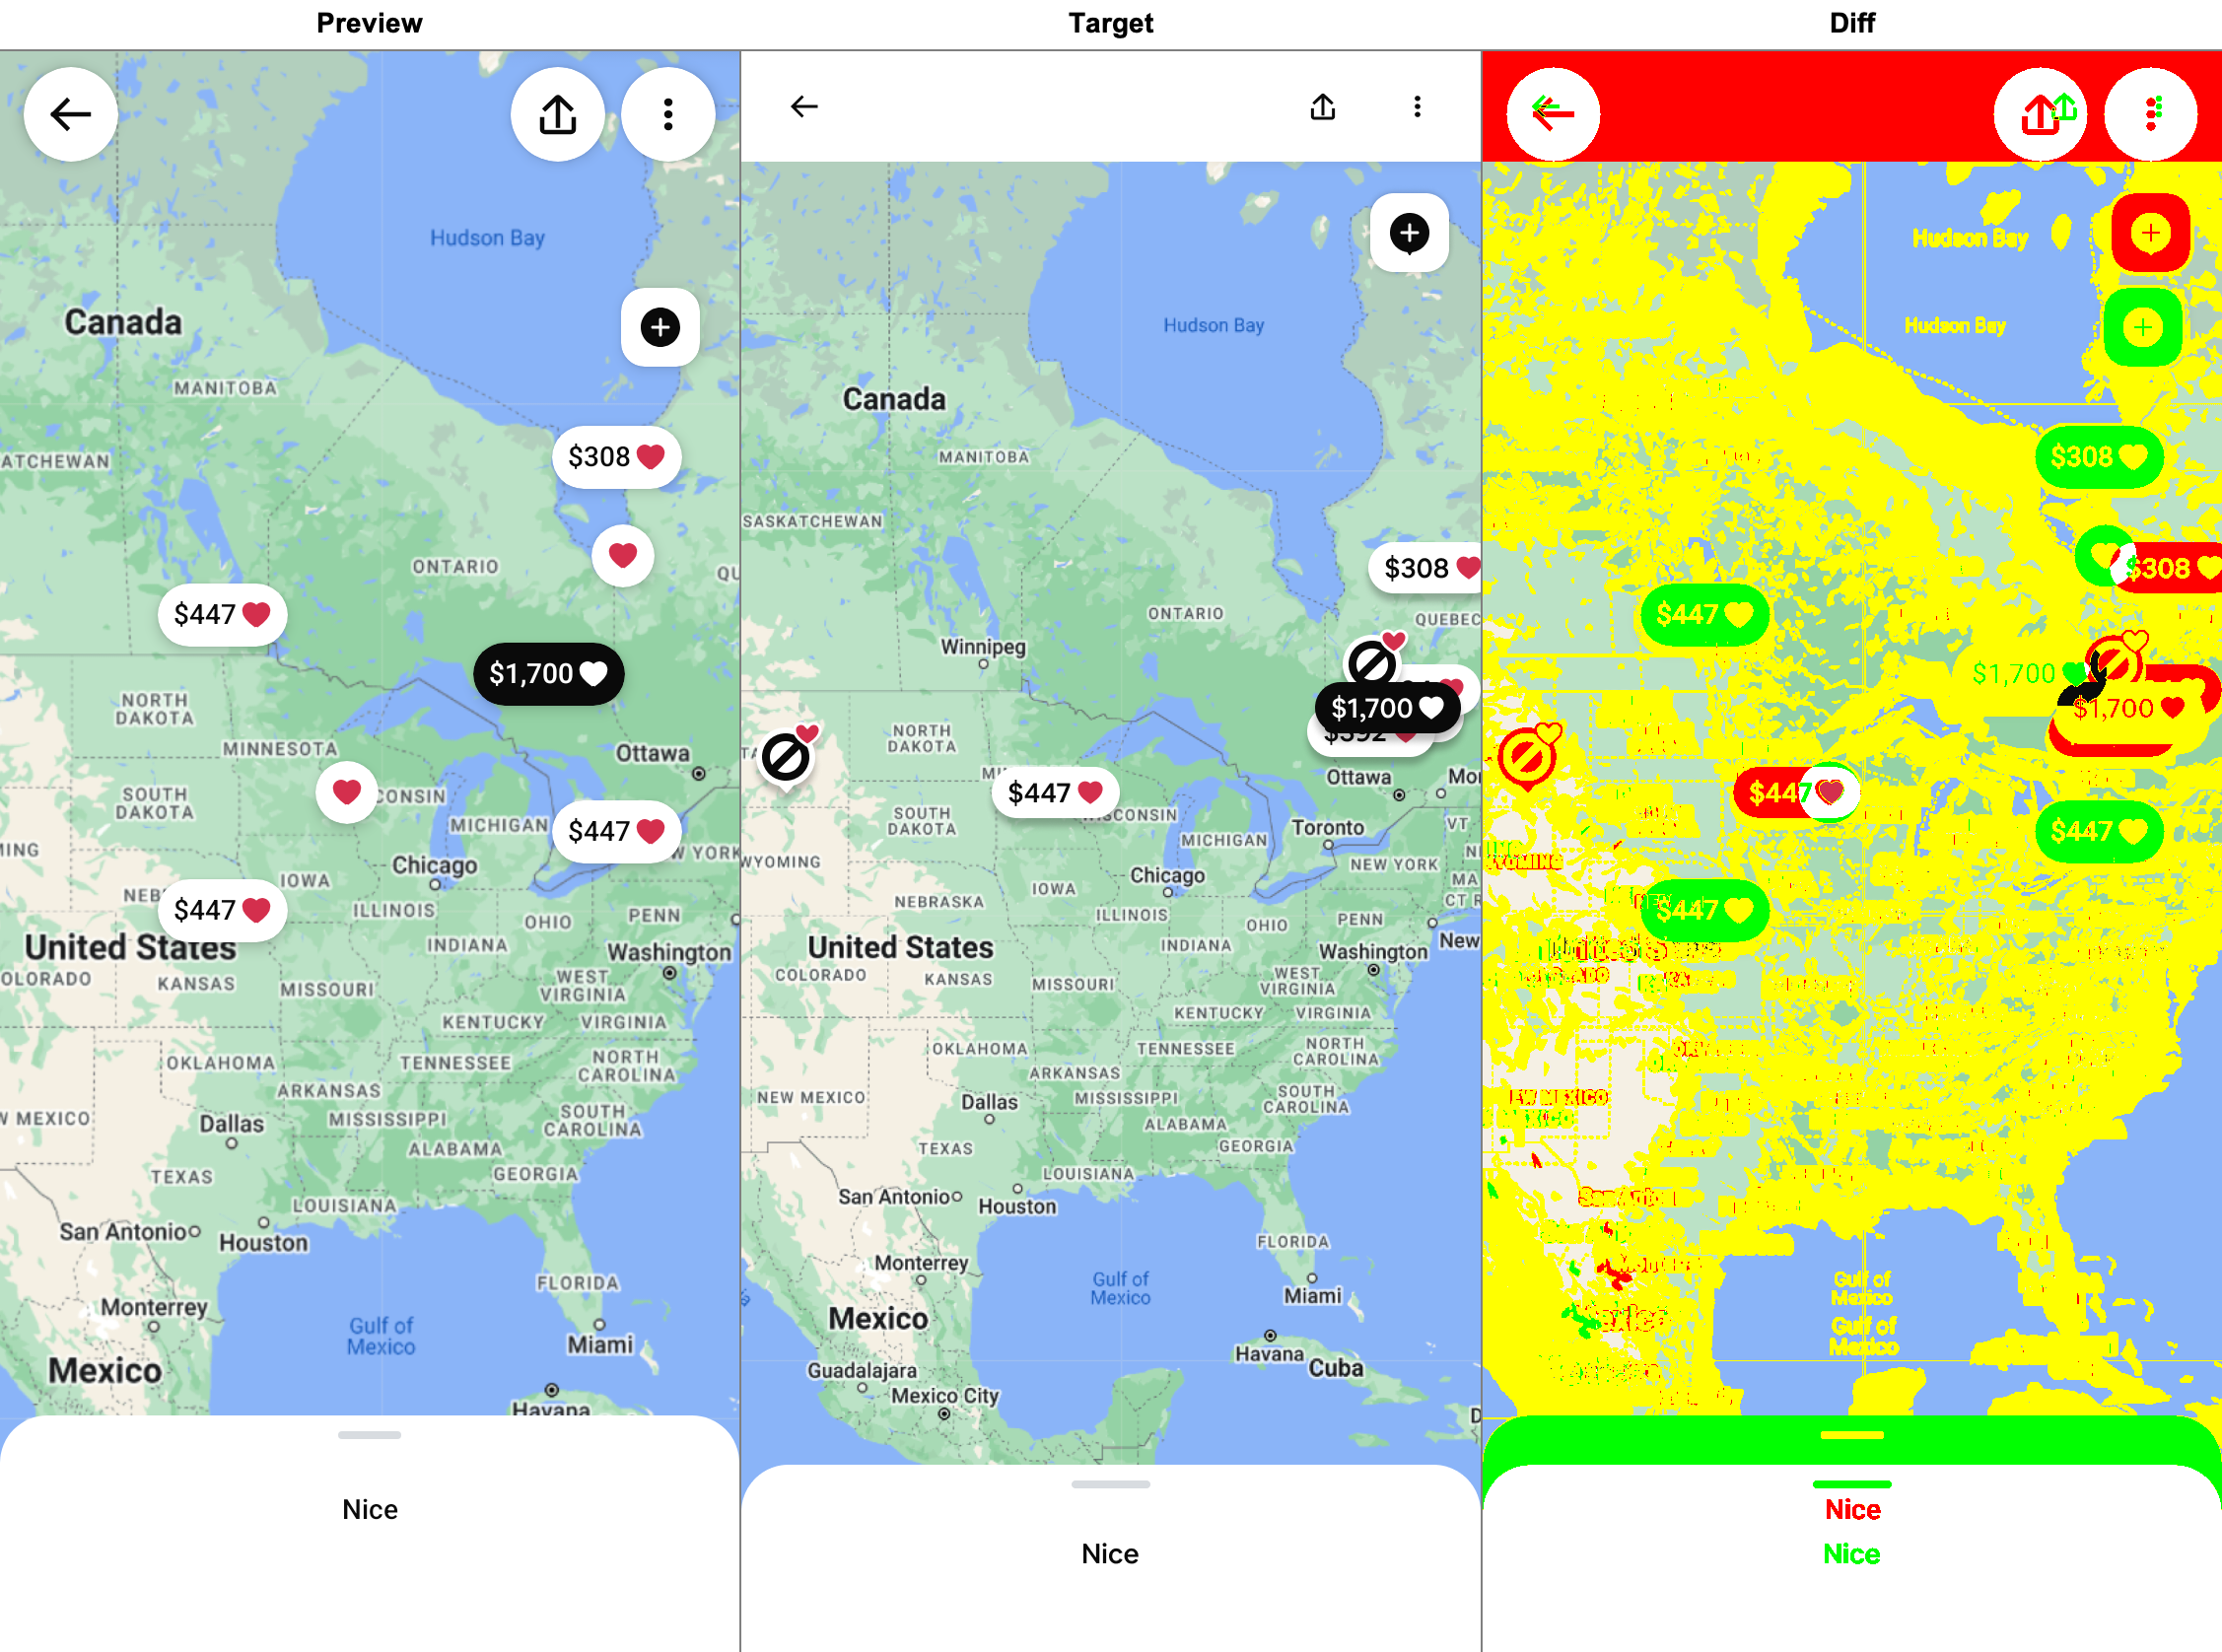 Preview
Target
Diff
Hudson Bay
Canada
MANITOBA
$308
ATCHEWAN
ONTARIO
QU
$447
$1,700
NORTH
DAKOTA
MINNESOTA
Ottawa
SOUTH
DAKOTA
CONSIN
MICHIGAN
$447
W YORK
MING
Chicago
IOWA
NEB
$447
ILLINOIS
OHIO
PENN
United States
INDIANA
Washington
OLORADO
KANSAS
MISSOURI
WEST
VIRGINIA
KENTUCKY
VIRGINIA
OKLAHOMA
TENNESSEE
NORTH
CAROLINA
ARKANSAS
W MEXICO
MISSISSIPPI
SOUTH
CAROLINA
Dallas
ALABAMA
TEXAS
GEORGIA
LOUISIANA
San Antonio
Houston
FLORIDA
Monterrey
Gulf of
Mexico
Miami
Mexico
Havana
Nice
Hudson Bay
Canada
MANITOBA
SASKATCHEWAN
$308
ONTARIO
QUEBEC
Winnipeg
$1,700
$392
NORTH
DAKOTA
TA
MI
Ottawa
Mo
$447
SOUTH
DAKOTA
WISCONSIN
MICHIGAN
Toronto
VT
NEW YORK
WYOMING
Chicago
MA
IOWA
NEBRASKA
CT R
ILLINOIS
OHIO
PENN
United States
INDIANA
Washington
New
COLORADO
KANSAS
MISSOURI
WEST
VIRGINIA
KENTUCKY
VIRGINIA
OKLAHOMA
TENNESSEE
NORTH
CAROLINA
ARKANSAS
NEW MEXICO
MISSISSIPPI
SOUTH
CAROLINA
Dallas
ALABAMA
TEXAS
GEORGIA
LOUISIANA
San Antonio
Houston
FLORIDA
Monterrey
Gulf of
Mexico
Miami
Mexico
Havana
Cuba
Guadalajara
Mexico City
D
Nice
Hudson Bay
Hudson Bay
$308
$308
$447
$1,700
$1,700
$447
$447
WYOMING
$447
EW MEXICO
Gulf of
Mexico
Gulf of
Mexico
Nice
Nice